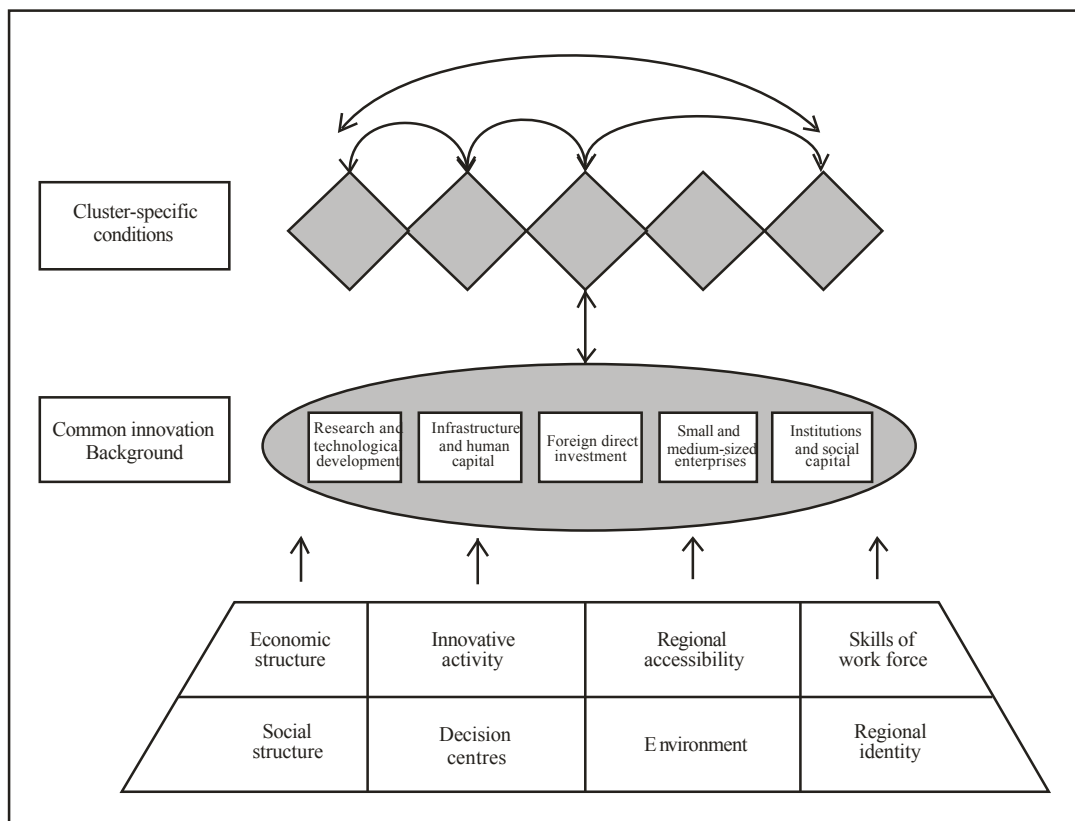 Cluster-specific
conditions
Common innovation
Background
Research and
technological
development
Infrastructure
and human
capital
Foreign direct
investment
Small and
medium-sized
enterprises
Institutions
and social
capital
Economic
structure
Innovative
activity
Regional
accessibility
Skills of
work force
Social
structure
Decision
centres
Environment
Regional
identity